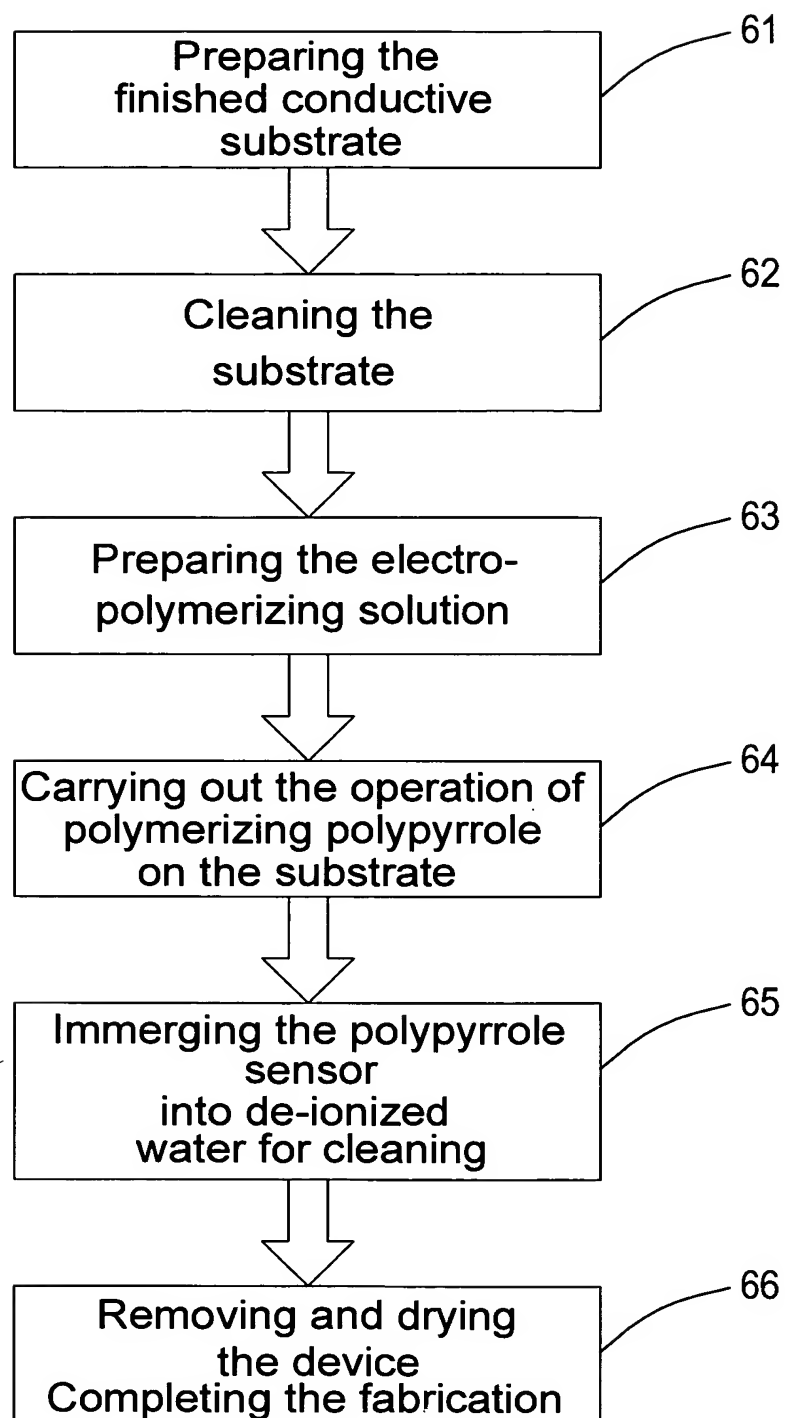 61
Preparing the
finished conductive
substrate
62
Cleaning the
substrate
63
Preparing the electro-
polymerizing solution
64
Carrying out the operation of
polymerizing polypyrrole
on the substrate
65
Immerging the polypyrrole
sensor
into de-ionized
water for cleaning
66
Removing and drying
the device
Completing the fabrication